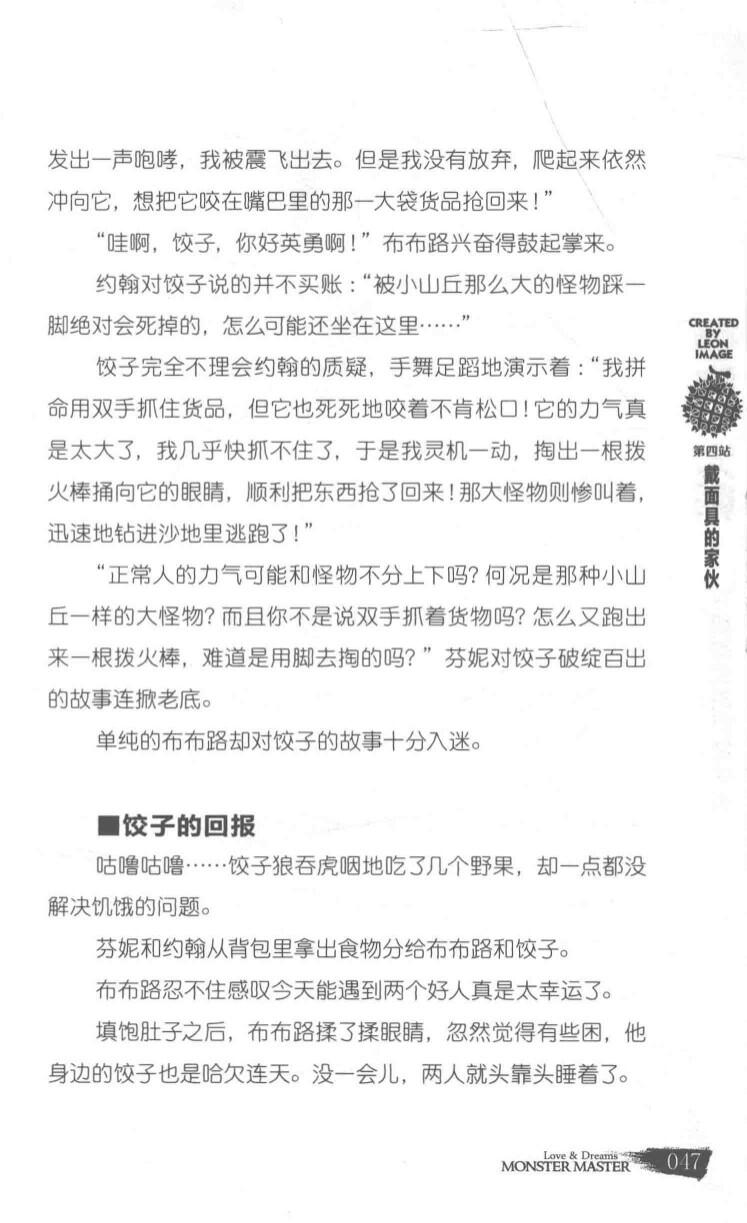 发出一声咆哮，我被震飞出去。但是我没有放弃，爬起来依然
冲向它，想把它咬在嘴巴里的那一大袋货品抢回来！”
“哇啊，饺子，你好英勇啊！”布布路兴奋得鼓起掌来。
约翰对饺子说的并不买账：“被小山丘那么大的怪物踩一
脚绝对会死掉的，怎么可能还坐在这里……”
饺子完全不理会约翰的质疑，手舞足蹈地演示着：“我拼
命用双手抓住货品，但它也死死地咬着不肯松口！它的力气真
是太大了，我几乎快抓不住了，于是我灵机一动，掏出一根拨
火棒捅向它的眼睛，顺利把东西抢了回来！那大怪物则惨叫着，
迅速地钻进沙地里逃跑了！”
“正常人的力气可能和怪物不分上下吗？何况是那种小山
丘一样的大怪物？而且你不是说双手抓着货物吗？怎么又跑出
来一根拨火棒，难道是用脚去掏的吗？”芬妮对饺子破绽百出
的故事连掀老底。
单纯的布布路却对饺子的故事十分入迷。
■饺子的回报
咕噜咕噜……饺子狼吞虎咽地吃了几个野果，却一点都没
解决饥饿的问题。
芬妮和约翰从背包里拿出食物分给布布路和饺子。
布布路忍不住感叹今天能遇到两个好人真是太幸运了。
填饱肚子之后，布布路揉了揉眼睛，忽然觉得有些困，他
身边的饺子也是哈欠连天。没一会儿，两人就头靠头睡着了。
CREATED
BY
LEON
IMAGE
第四站
戴面具的家伙
Love & Dreams
MONSTER MASTER
047